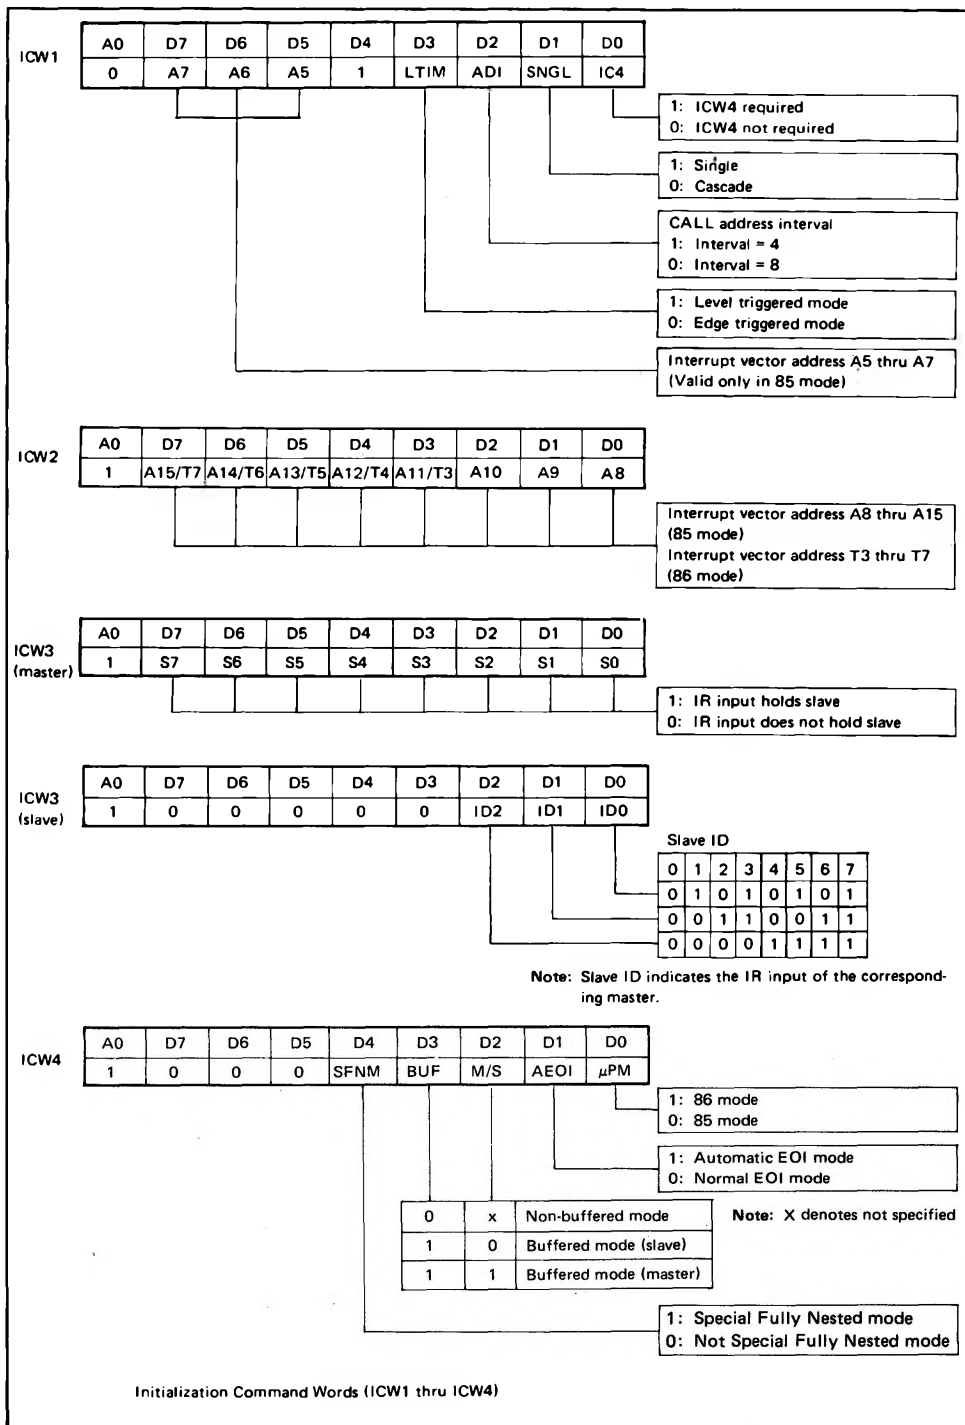 ICW1
A0 D7 D6 D5 D4 D3 D2 D1 D0
0 A7 A6 A5 1 LTIM ADI SNGL IC4
1: ICW4 required
0: ICW4 not required
1: Single
0: Cascade
CALL address interval
1: Interval = 4
0: Interval = 8
1: Level triggered mode
0: Edge triggered mode
Interrupt vector address A5 thru A7
(Valid only in 85 mode)
ICW2
A0 D7 D6 D5 D4 D3 D2 D1 D0
1 A15/T7 A14/T6 A13/T5 A12/T4 A11/T3 A10 A9 A8
Interrupt vector address A8 thru A15
(85 mode)
Interrupt vector address T3 thru T7
(86 mode)
ICW3
(master)
A0 D7 D6 D5 D4 D3 D2 D1 D0
1 S7 S6 S5 S4 S3 S2 S1 S0
1: IR input holds slave
0: IR input does not hold slave
ICW3
(slave)
A0 D7 D6 D5 D4 D3 D2 D1 D0
1 0 0 0 0 0 ID2 ID1 ID0
Slave ID
0 1 2 3 4 5 6 7
0 1 0 1 0 1 0 1
0 0 1 1 0 0 1 1
0 0 0 0 1 1 1 1
Note: Slave ID indicates the IR input of the correspond-
ing master.
ICW4
A0 D7 D6 D5 D4 D3 D2 D1 D0
1 0 0 0 SFNM BUF M/S AEOI μPM
1: 86 mode
0: 85 mode
1: Automatic EOI mode
0: Normal EOI mode
0 x Non-buffered mode
1 0 Buffered mode (slave)
1 1 Buffered mode (master)
Note: X denotes not specified
1: Special Fully Nested mode
0: Not Special Fully Nested mode
Initialization Command Words (ICW1 thru ICW4)